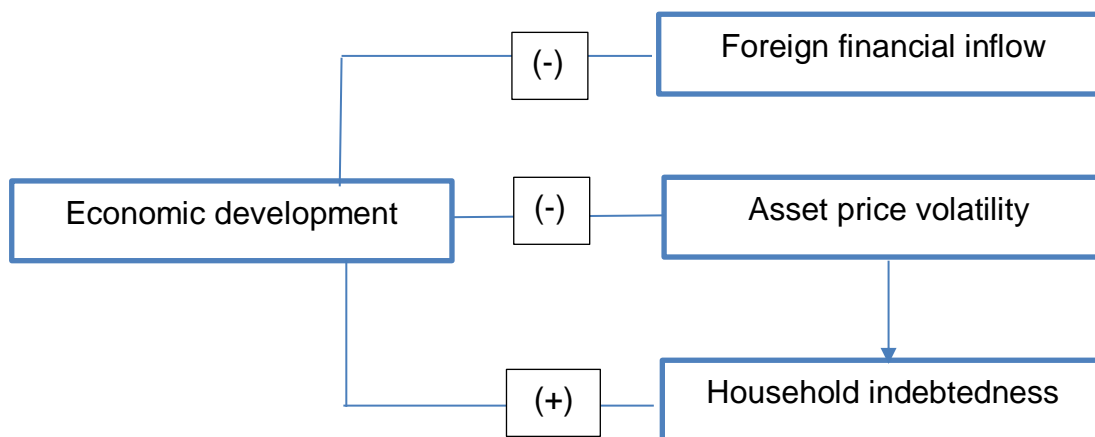 Foreign financial inflow
(-)
Economic development
(-)
Asset price volatility
(+)
Household indebtedness